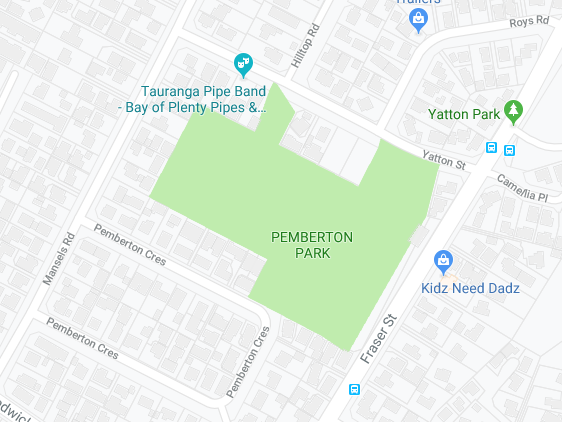 Trailers
Roys Rd
Hilltop Rd
Tauranga Pipe Band
- Bay of Plenty Pipes &...
Yatton Park
Yatton St
Camellia Pl
Pemberton Cres
PEMBERTON
PARK
Mansels Rd
Kidz Need Dadz
Pemberton Cres
Pemberton Cres
Fraser St